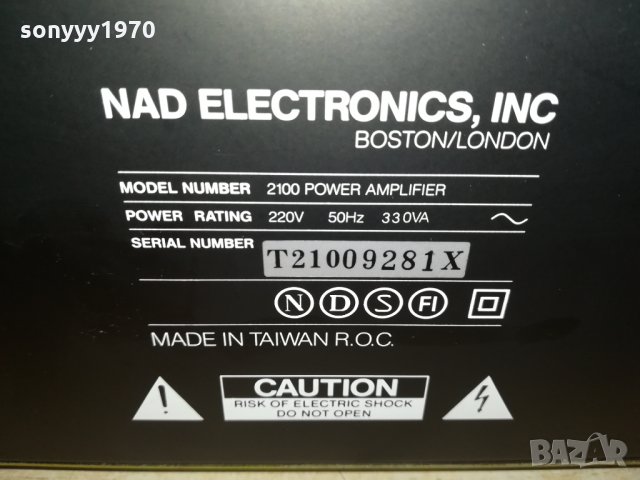 sonyyy1970
NAD ELECTRONICS, INC
BOSTON/LONDON
MODEL NUMBER 2100 POWER AMPLIFIER
POWER RATING 220V 50Hz 330VA
SERIAL NUMBER T21009281X
N D S FI
MADE IN TAIWAN R.O.C.
CAUTION
RISK OF ELECTRIC SHOCK
DO NOT OPEN
BAZAR